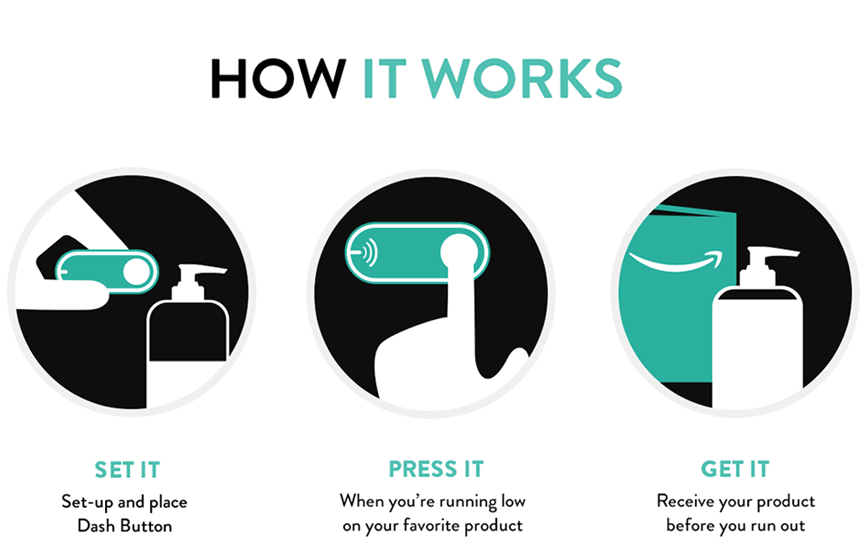 HOW IT WORKS
SET IT
Set-up and place
Dash Button
PRESS IT
When you're running low
on your favorite product
GET IT
Receive your product
before you run out